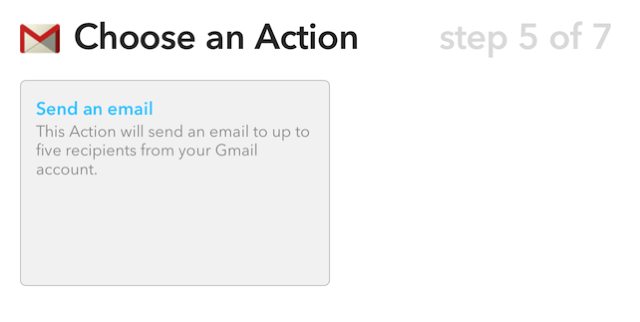 Choose an Action step 5 of 7
Send an email
This Action will send an email to up to
five recipients from your Gmail
account.